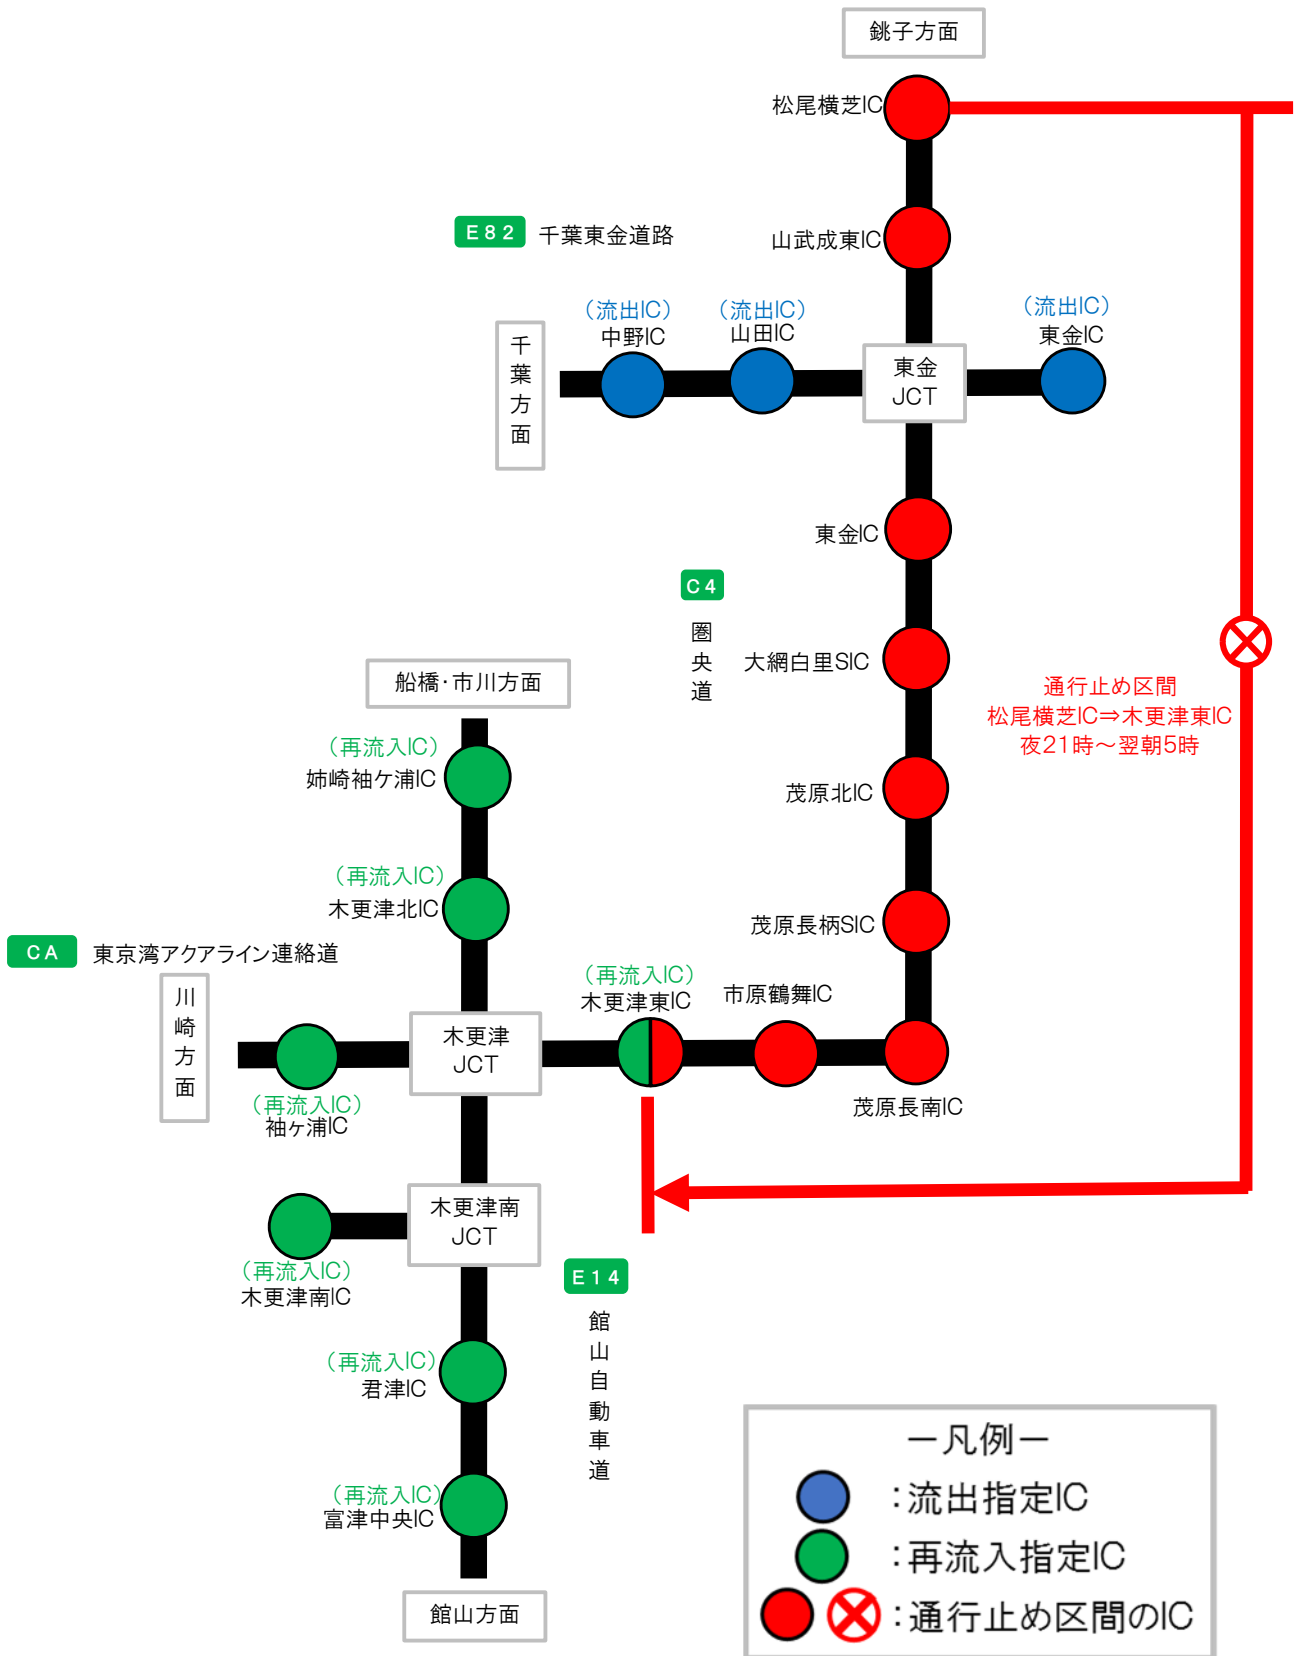 銚子方面
松尾横芝IC
E82 千葉東金道路
山武成東IC
（流出IC）
中野IC
（流出IC）
山田IC
（流出IC）
東金IC
千葉方面
東金
JCT
東金IC
C4
圏央道
大網白里SIC
通行止め区間
松尾横芝IC⇒木更津東IC
夜21時～翌朝5時
船橋・市川方面
（再流入IC）
姉崎袖ケ浦IC
茂原北IC
（再流入IC）
木更津北IC
茂原長柄SIC
CA 東京湾アクアライン連絡道
川崎方面
（再流入IC）
木更津東IC
市原鶴舞IC
木更津
JCT
茂原長南IC
（再流入IC）
袖ヶ浦IC
木更津南
JCT
（再流入IC）
木更津南IC
E14
館山自動車道
（再流入IC）
君津IC
（再流入IC）
富津中央IC
館山方面
－凡例－
：流出指定IC
：再流入指定IC
：通行止め区間のIC